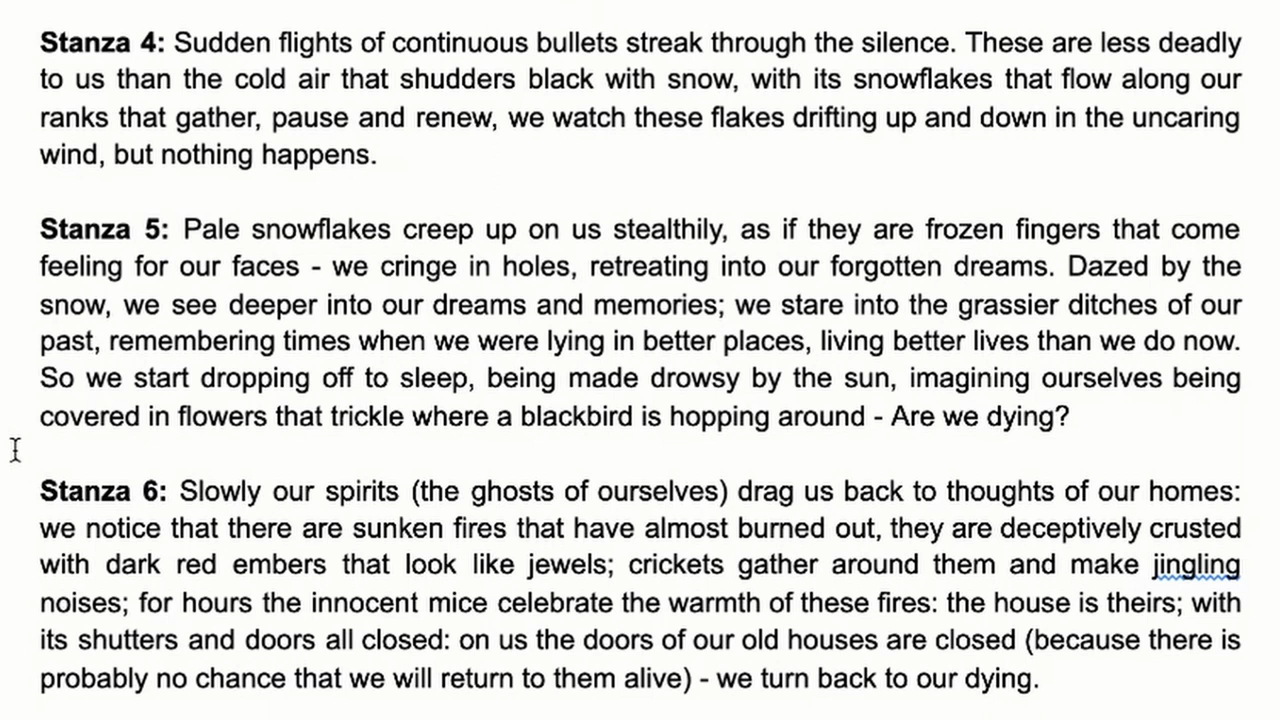 Stanza 4: Sudden flights of continuous bullets streak through the silence. These are less deadly
to us than the cold air that shudders black with snow, with its snowflakes that flow along our
ranks that gather, pause and renew, we watch these flakes drifting up and down in the uncaring
wind, but nothing happens.
Stanza 5: Pale snowflakes creep up on us stealthily, as if they are frozen fingers that come
feeling for our faces - we cringe in holes, retreating into our forgotten dreams. Dazed by the
snow, we see deeper into our dreams and memories; we stare into the grassier ditches of our
past, remembering times when we were lying in better places, living better lives than we do now.
So we start dropping off to sleep, being made drowsy by the sun, imagining ourselves being
covered in flowers that trickle where a blackbird is hopping around - Are we dying?
Stanza 6: Slowly our spirits (the ghosts of ourselves) drag us back to thoughts of our homes:
we notice that there are sunken fires that have almost burned out, they are deceptively crusted
with dark red embers that look like jewels; crickets gather around them and make jingling
noises; for hours the innocent mice celebrate the warmth of these fires: the house is theirs; with
its shutters and doors all closed: on us the doors of our old houses are closed (because there is
probably no chance that we will return to them alive) - we turn back to our dying.